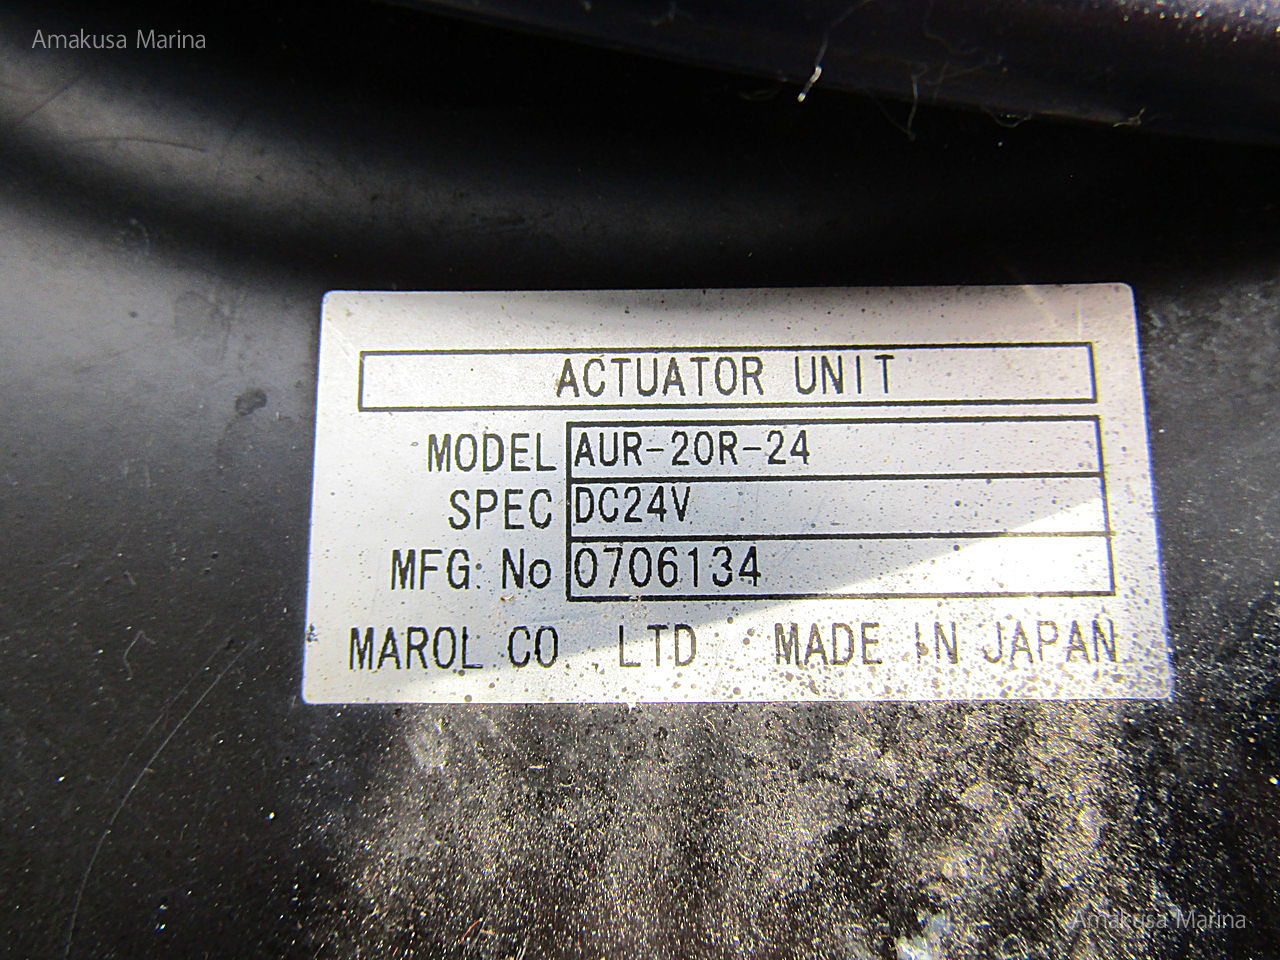 Amakusa Marina
ACTUATOR UNIT
MODEL AUR-20R-24
SPEC DC24V
MFG. No 0706134
MAROL CO., LTD. MADE IN JAPAN
Amakusa Marina